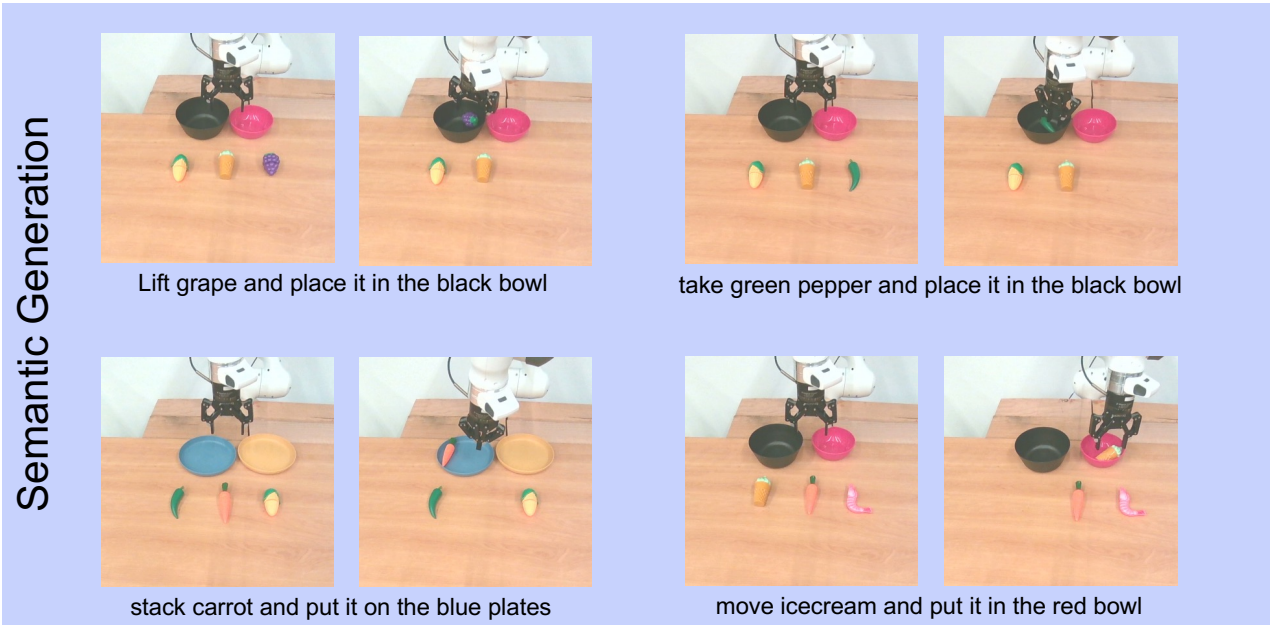 Semantic Generation
Lift grape and place it in the black bowl
take green pepper and place it in the black bowl
stack carrot and put it on the blue plates
move icecream and put it in the red bowl